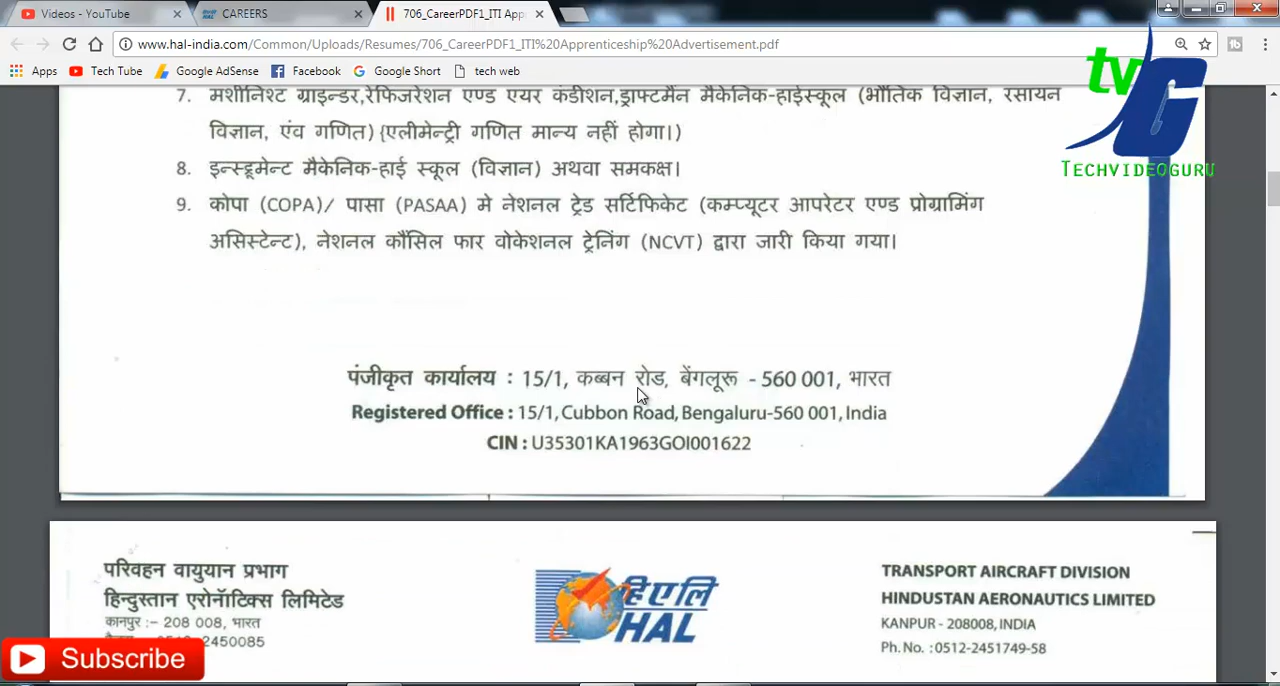 Videos - YouTube
CAREERS
706_CareerPDF1_ITI App
www.hal-india.com/Common/Uploads/Resumes/706_CareerPDF1_ITI%20Apprenticeship%20Advertisement.pdf
Apps
Tech Tube
Google AdSense
Facebook
Google Short
tech web
tv G
TECHVIDEOGURU
7. मशीनिश्ट ग्राइन्डर,रेफिजरेशन एण्ड एयर कंडीशन,ड्राफ्टमैन मैकेनिक-हाईस्कूल (भौतिक विज्ञान, रसायन
विज्ञान, एंव गणित) {एलीमेन्ट्री गणित मान्य नहीं होगा।)
8. इन्स्ट्रूमेन्ट मैकेनिक-हाई स्कूल (विज्ञान) अथवा समकक्ष।
9. कोपा (COPA)/ पासा (PASAA) मे नेशनल ट्रेड सर्टिफिकेट (कम्प्यूटर आपरेटर एण्ड प्रोग्रामिंग
असिस्टेन्ट), नेशनल कौंसिल फार वोकेशनल ट्रेनिंग (NCVT) द्वारा जारी किया गया।
पंजीकृत कार्यालय : 15/1, कब्बन रोड, बेंगलूरू - 560 001, भारत
Registered Office : 15/1, Cubbon Road, Bengaluru-560 001, India
CIN : U35301KA1963GOI001622
परिवहन वायुयान प्रभाग
हिन्दुस्तान एरोनॅाटिक्स लिमिटेड
कानपुर :- 208 008, भारत
2450085
हिएलि
HAL
TRANSPORT AIRCRAFT DIVISION
HINDUSTAN AERONAUTICS LIMITED
KANPUR - 208008, INDIA
Ph. No. : 0512-2451749-58
Subscribe